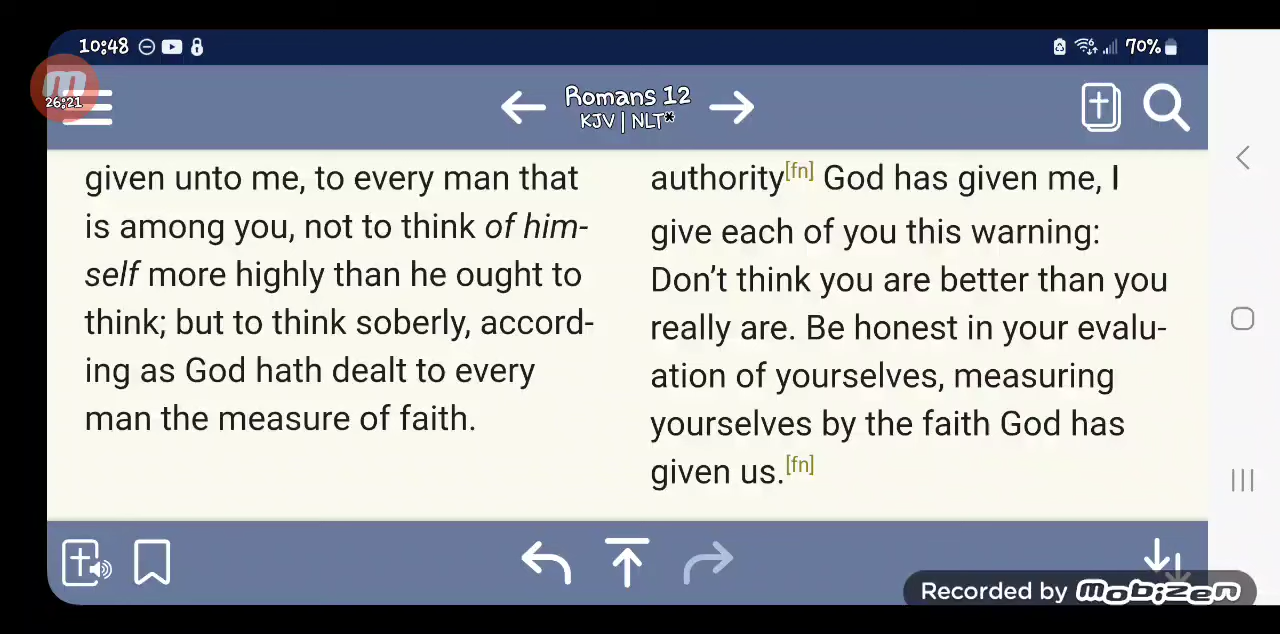 10:48
70%
26:21
Romans 12
KJV | NLT*
given unto me, to every man that
is among you, not to think of him-
self more highly than he ought to
think; but to think soberly, accord-
ing as God hath dealt to every
man the measure of faith.
authority[fn] God has given me, I
give each of you this warning:
Don't think you are better than you
really are. Be honest in your evalu-
ation of yourselves, measuring
yourselves by the faith God has
given us.[fn]
Recorded by mobizen